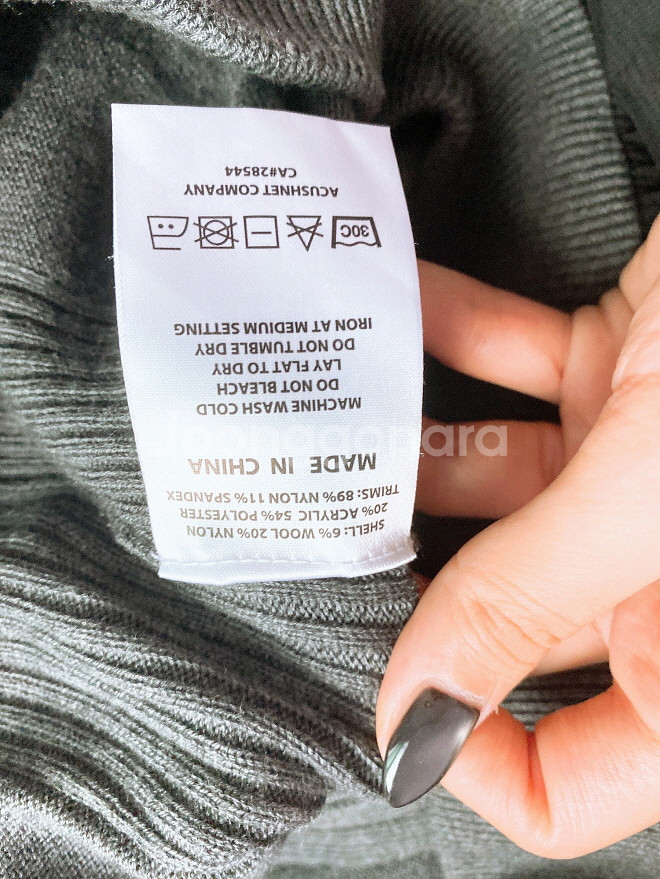 SHELL: 6% WOOL 20% NYLON
20% ACRYLIC 54% POLYESTER
TRIMS: 89% NYLON 11% SPANDEX
MADE IN CHINA
MACHINE WASH COLD
DO NOT BLEACH
LAY FLAT TO DRY
DO NOT TUMBLE DRY
IRON AT MEDIUM SETTING
30C
ACUSHNET COMPANY
CA#28544